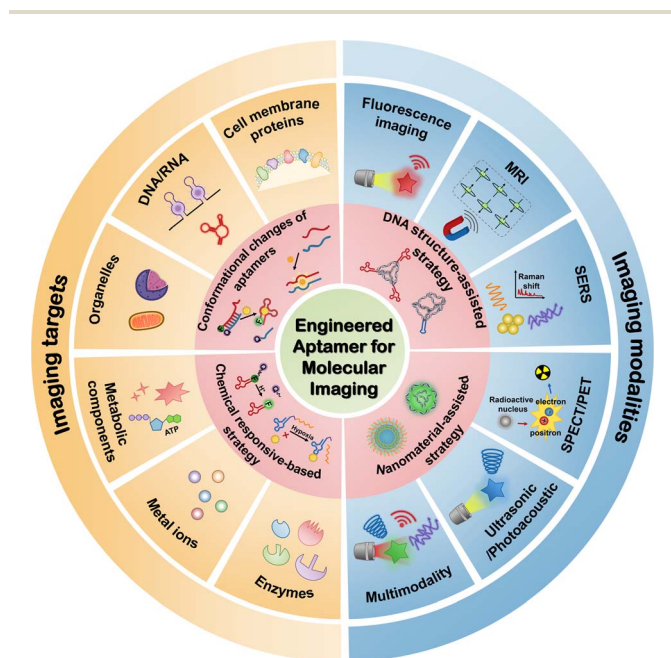 Engineered
Aptamer for
Molecular
Imaging
Conformational changes of
aptamers
DNA structure-assisted
strategy
Chemical responsive-based
strategy
Hypoxia
F
Q
F
Q
F
Nanomaterial-assisted
strategy
Imaging targets
Cell membrane
proteins
DNA/RNA
Organelles
Metabolic
components
ATP
Metal ions
Enzymes
Imaging modalities
Fluorescence
imaging
MRI
SERS
Raman
shift
SPECT/PET
Radioactive
nucleus
electron
positron
Ultrasonic
/Photoacoustic
Multimodality